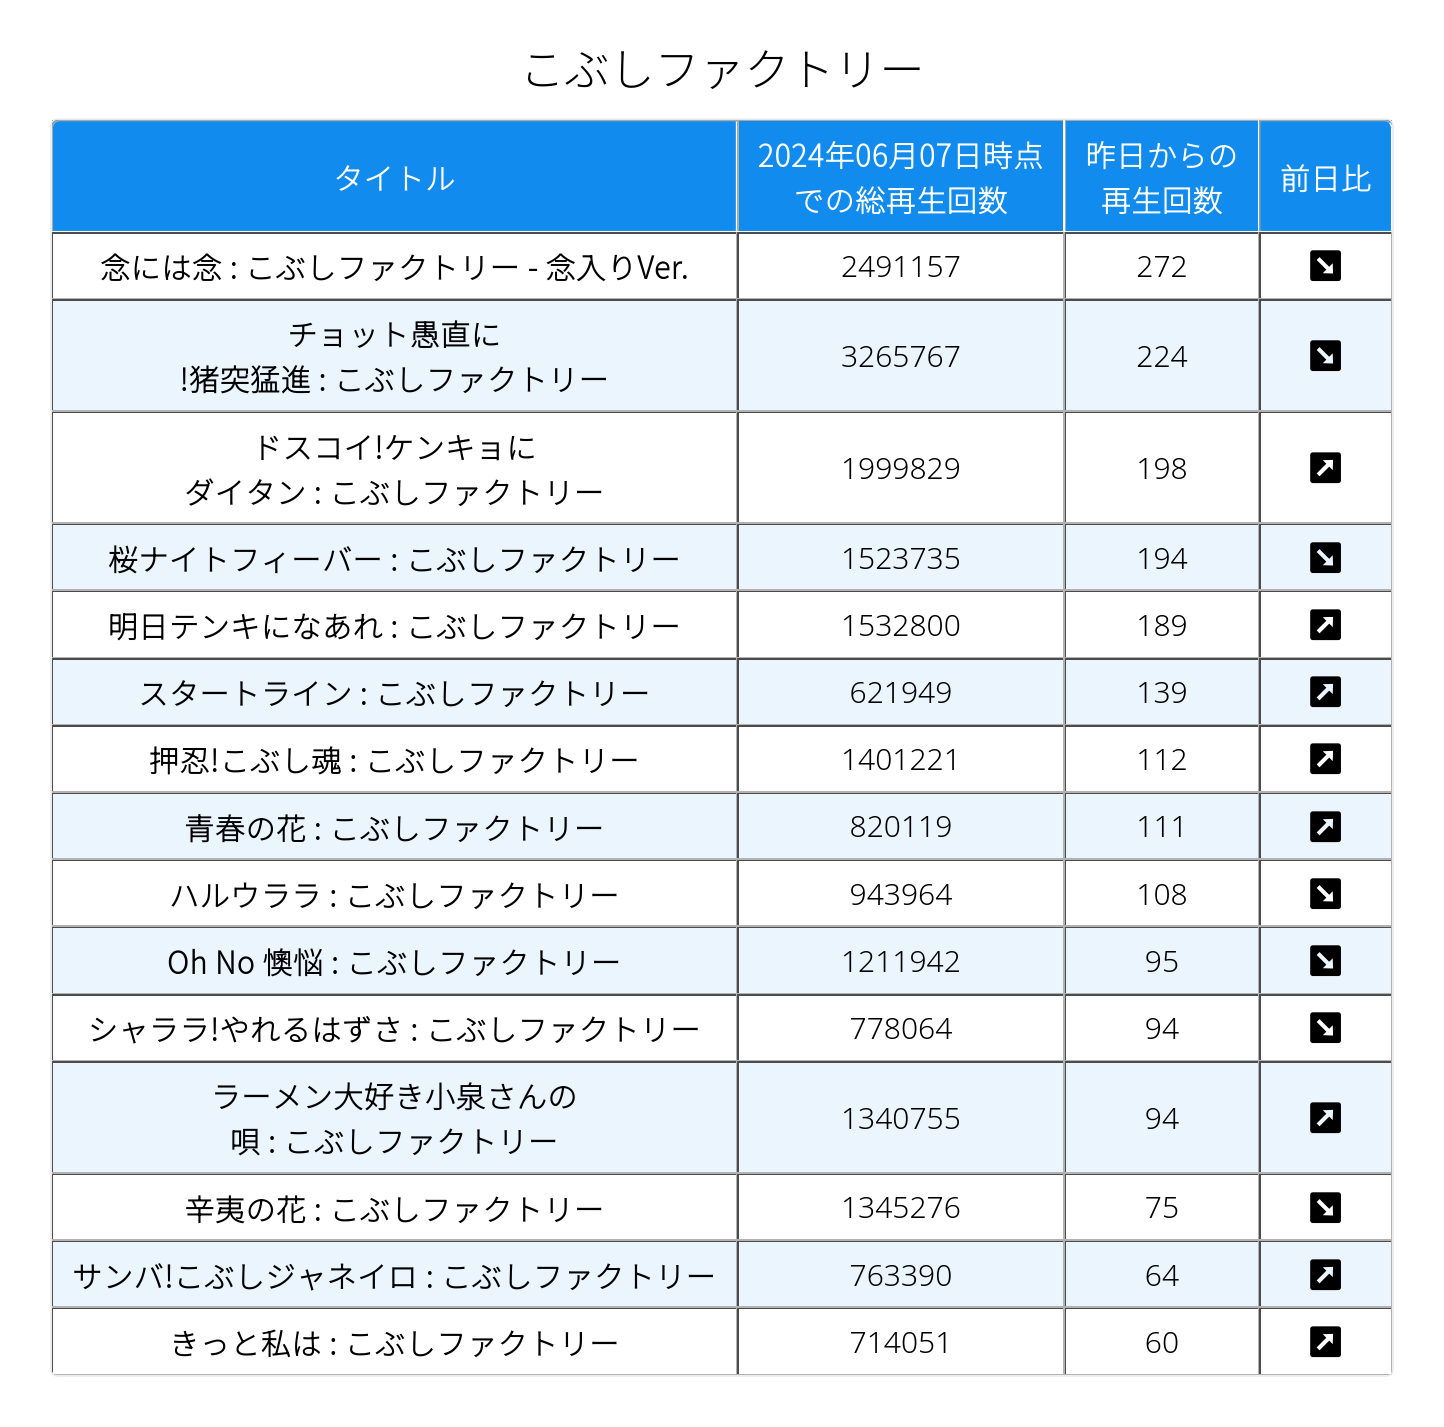 こぶしファクトリー
タイトル
2024年06月07日時点
での総再生回数
昨日からの
再生回数
前日比
念には念 : こぶしファクトリー - 念入りVer.
2491157
272
チョット愚直に
!猪突猛進 : こぶしファクトリー
3265767
224
ドスコイ!ケンキョに
ダイタン : こぶしファクトリー
1999829
198
桜ナイトフィーバー : こぶしファクトリー
1523735
194
明日テンキになあれ : こぶしファクトリー
1532800
189
スタートライン : こぶしファクトリー
621949
139
押忍!こぶし魂 : こぶしファクトリー
1401221
112
青春の花 : こぶしファクトリー
820119
111
ハルウララ : こぶしファクトリー
943964
108
Oh No 懊悩 : こぶしファクトリー
1211942
95
シャララ!やれるはずさ : こぶしファクトリー
778064
94
ラーメン大好き小泉さんの
唄 : こぶしファクトリー
1340755
94
辛夷の花 : こぶしファクトリー
1345276
75
サンバ!こぶしジャネイロ : こぶしファクトリー
763390
64
きっと私は : こぶしファクトリー
714051
60